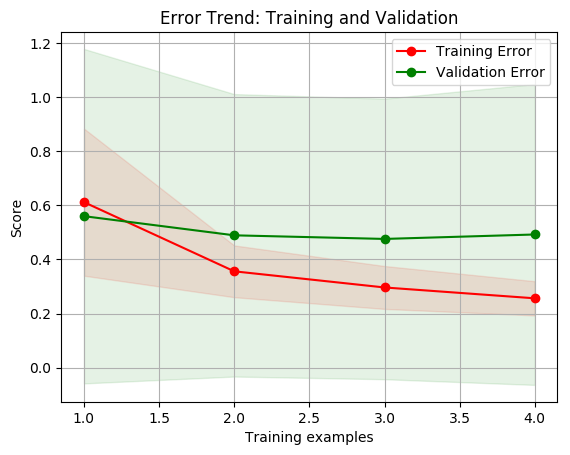 Error Trend: Training and Validation
Training Error
Validation Error
Score
1.2
1.0
0.8
0.6
0.4
0.2
0.0
1.0 1.5 2.0 2.5 3.0 3.5 4.0
Training examples